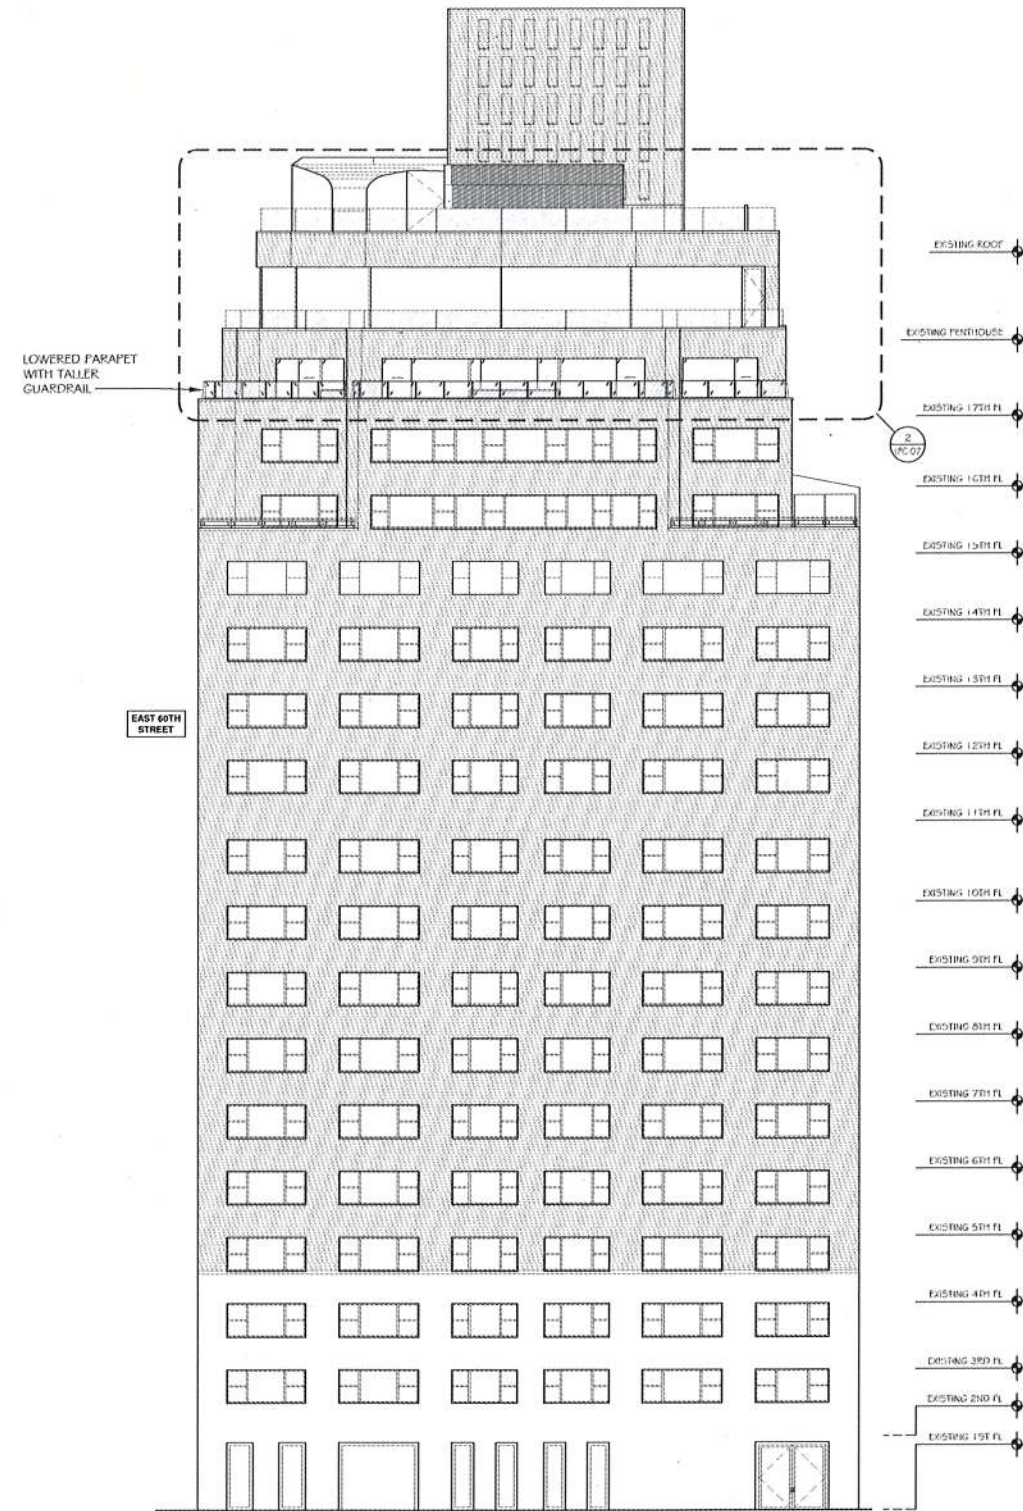 EXISTING ROOF
EXISTING PENTHOUSE
LOWERED PARAPET
WITH TALLER
GUARDRAIL
EXISTING 17TH FL
2
EXISTING 16TH FL
EXISTING 15TH FL
EXISTING 14TH FL
EXISTING 13TH FL
EAST 60TH
STREET
EXISTING 12TH FL
EXISTING 11TH FL
EXISTING 10TH FL
EXISTING 9TH FL
EXISTING 8TH FL
EXISTING 7TH FL
EXISTING 6TH FL
EXISTING 5TH FL
EXISTING 4TH FL
EXISTING 3RD FL
EXISTING 2ND FL
EXISTING 1ST FL